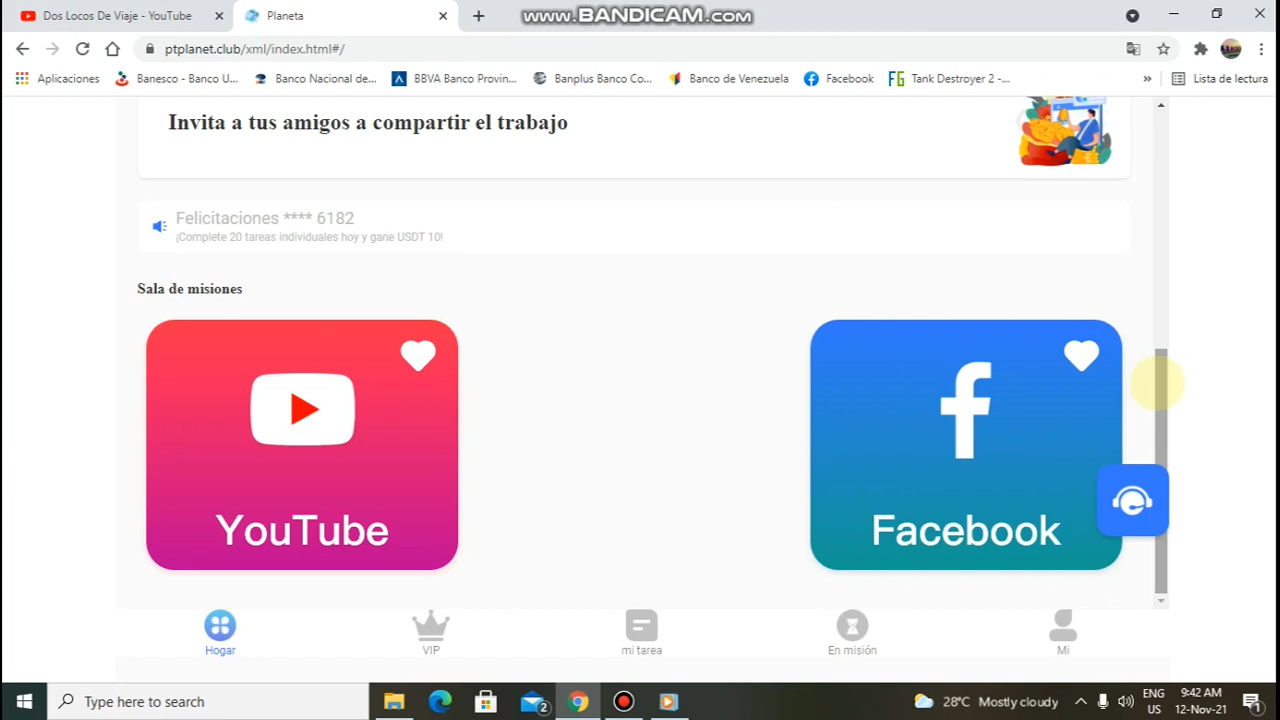 www.BANDICAM.com
Dos Locos De Viaje - YouTube
Planeta
ptplanet.club/xml/index.html#/
Aplicaciones
Banesco - Banco U...
Banco Nacional de...
BBVA Banco Provin...
Banplus Banco Co...
Banco de Venezuela
Facebook
FG Tank Destroyer 2 -...
»
Lista de lectura
Invita a tus amigos a compartir el trabajo
Felicitaciones **** 6182
¡Complete 20 tareas individuales hoy y gane USDT 10!
Sala de misiones
YouTube
Facebook
Hogar
VIP
mi tarea
En misión
Mi
Type here to search
2
28°C Mostly cloudy
ENG
US
9:42 AM
12-Nov-21
1